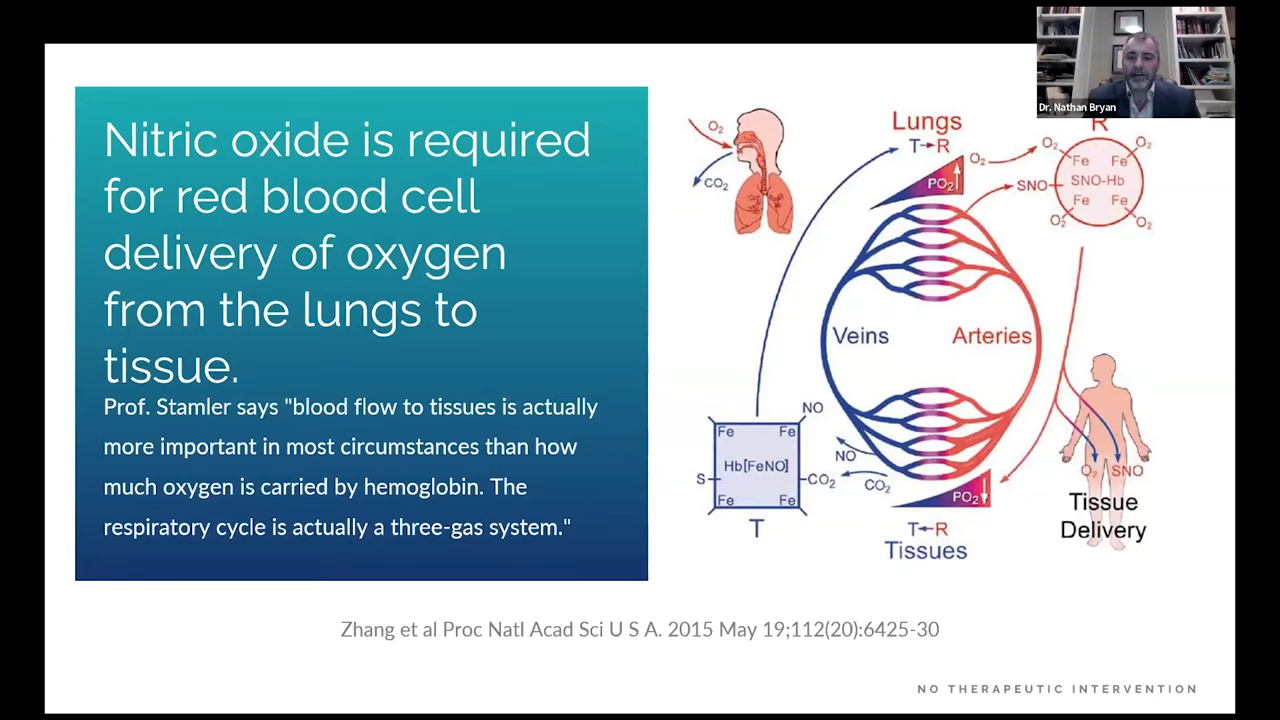 Dr. Nathan Bryan
Nitric oxide is required
for red blood cell
delivery of oxygen
from the lungs to
tissue.
Prof. Stamler says "blood flow to tissues is actually
more important in most circumstances than how
much oxygen is carried by hemoglobin. The
respiratory cycle is actually a three-gas system."
O₂
CO₂
Lungs
T→R
PO₂
O₂
R
O₂
O₂
Fe
Fe
SNO
SNO-Hb
Fe
Fe
O₂
O₂
Veins
Arteries
NO
Fe
Fe
Hb[FeNO]
S
CO₂
Fe
Fe
T
NO
CO₂
PO₂
T←R
Tissues
O₂
SNO
Tissue
Delivery
Zhang et al Proc Natl Acad Sci U S A. 2015 May 19;112(20):6425-30
NO THERAPEUTIC INTERVENTION